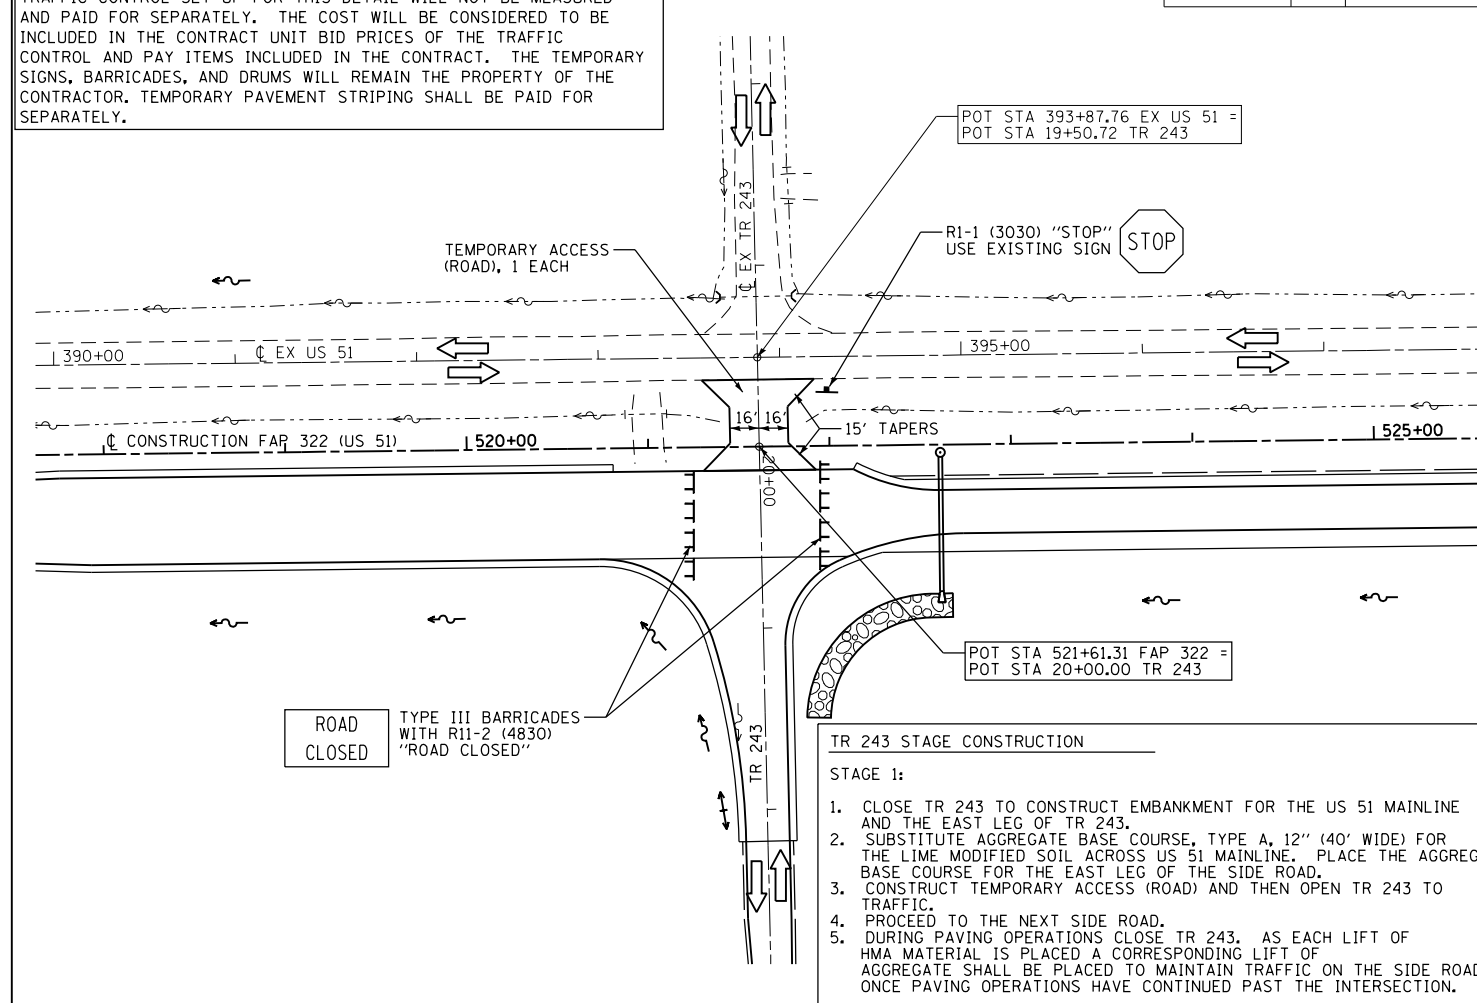 TRAFFIC CONTROL SET UP FOR THIS DETAIL WILL NOT BE MEASURED
AND PAID FOR SEPARATELY. THE COST WILL BE CONSIDERED TO BE
INCLUDED IN THE CONTRACT UNIT BID PRICES OF THE TRAFFIC
CONTROL AND PAY ITEMS INCLUDED IN THE CONTRACT. THE TEMPORARY
SIGNS, BARRICADES, AND DRUMS WILL REMAIN THE PROPERTY OF THE
CONTRACTOR. TEMPORARY PAVEMENT STRIPING SHALL BE PAID FOR
SEPARATELY.
POT STA 393+87.76 EX US 51 =
POT STA 19+50.72 TR 243
℄ EX TR 243
R1-1 (3030) "STOP"
USE EXISTING SIGN
STOP
TEMPORARY ACCESS
(ROAD), 1 EACH
390+00
℄ EX US 51
395+00
16' 16'
15' TAPERS
℄ CONSTRUCTION FAP 322 (US 51)
520+00
525+00
20+00
POT STA 521+61.31 FAP 322 =
POT STA 20+00.00 TR 243
ROAD
CLOSED
TYPE III BARRICADES
WITH R11-2 (4830)
"ROAD CLOSED"
TR 243
TR 243 STAGE CONSTRUCTION
STAGE 1:
1. CLOSE TR 243 TO CONSTRUCT EMBANKMENT FOR THE US 51 MAINLINE
AND THE EAST LEG OF TR 243.
2. SUBSTITUTE AGGREGATE BASE COURSE, TYPE A, 12" (40' WIDE) FOR
THE LIME MODIFIED SOIL ACROSS US 51 MAINLINE. PLACE THE AGGREG
BASE COURSE FOR THE EAST LEG OF THE SIDE ROAD.
3. CONSTRUCT TEMPORARY ACCESS (ROAD) AND THEN OPEN TR 243 TO
TRAFFIC.
4. PROCEED TO THE NEXT SIDE ROAD.
5. DURING PAVING OPERATIONS CLOSE TR 243. AS EACH LIFT OF
HMA MATERIAL IS PLACED A CORRESPONDING LIFT OF
AGGREGATE SHALL BE PLACED TO MAINTAIN TRAFFIC ON THE SIDE ROAD
ONCE PAVING OPERATIONS HAVE CONTINUED PAST THE INTERSECTION.